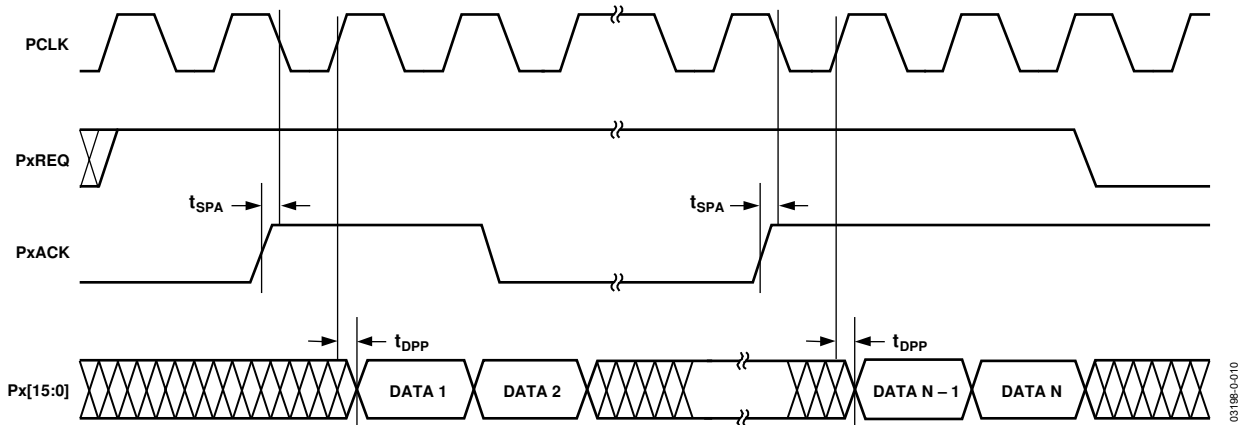 PCLK
PxREQ
tSPA
tSPA
PxACK
tDPP
tDPP
Px[15:0]
DATA 1
DATA 2
DATA N – 1
DATA N
03198-0-010